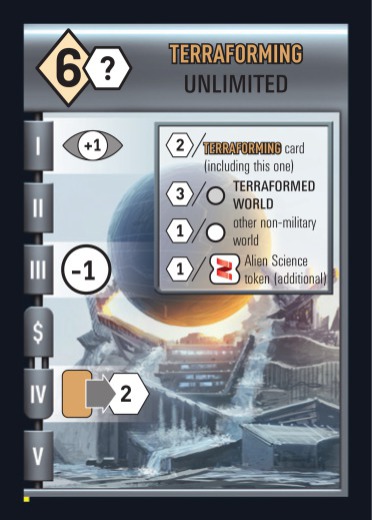 6 ?
TERRAFORMING
UNLIMITED
I +1
II
III -1
$
IV 2
V
2/TERRAFORMING card
(including this one)
3/ TERRAFORMED
WORLD
1/ other non-military
world
1/ Alien Science
token (additional)